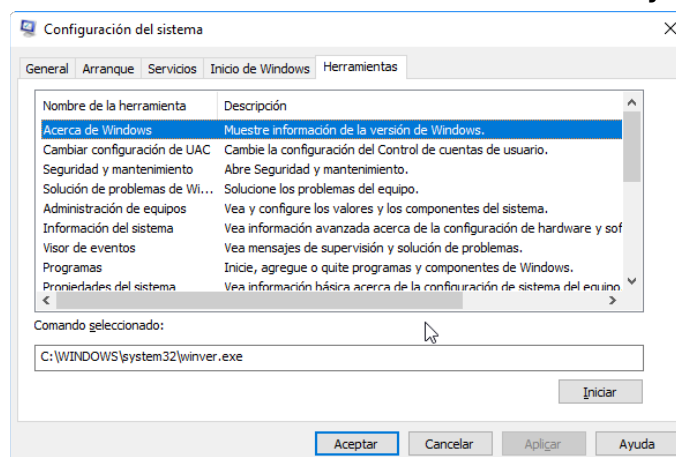 Configuración del sistema
General Arranque Servicios Inicio de Windows Herramientas
Nombre de la herramienta Descripción
Acerca de Windows Muestre información de la versión de Windows.
Cambiar configuración de UAC Cambie la configuración del Control de cuentas de usuario.
Seguridad y mantenimiento Abre Seguridad y mantenimiento.
Solución de problemas de Wi... Solucione los problemas del equipo.
Administración de equipos Vea y configure los valores y los componentes del sistema.
Información del sistema Vea información avanzada acerca de la configuración de hardware y sof
Visor de eventos Vea mensajes de supervisión y solución de problemas.
Programas Inicie, agregue o quite programas y componentes de Windows.
Propiedades del sistema Vea información básica acerca de la configuración de sistema del equipo
Comando seleccionado:
C:\WINDOWS\system32\winver.exe
Iniciar
Aceptar Cancelar Aplicar Ayuda